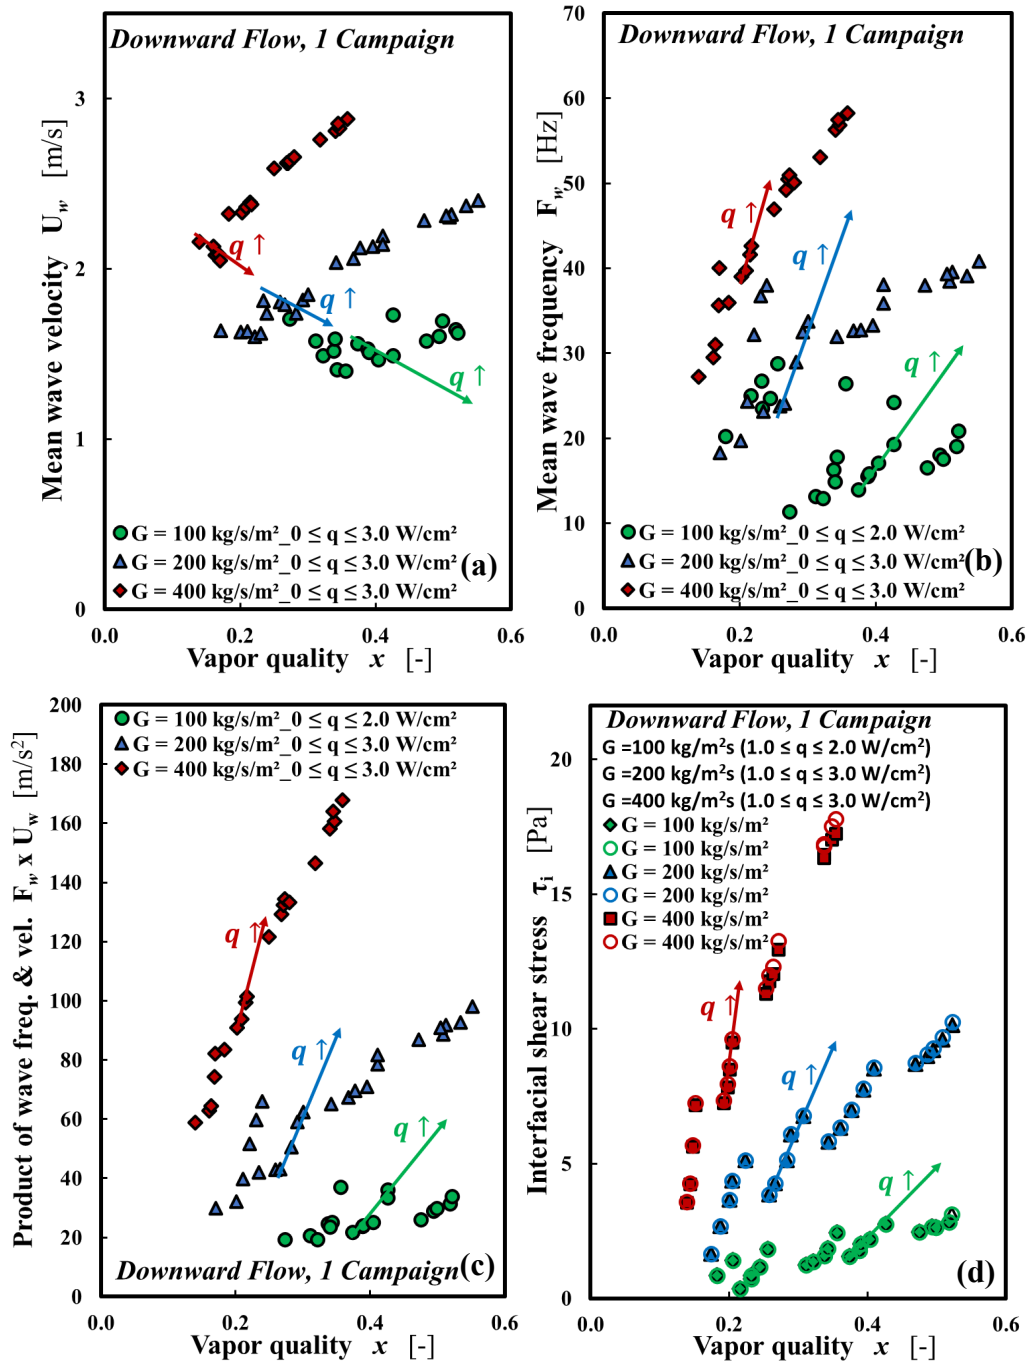 Downward Flow, 1 Campaign
Mean wave velocity U_w [m/s]
3
2
1
0
q ↑
q ↑
q ↑
G = 100 kg/s/m²_0 ≤ q ≤ 3.0 W/cm²
G = 200 kg/s/m²_0 ≤ q ≤ 3.0 W/cm²
G = 400 kg/s/m²_0 ≤ q ≤ 3.0 W/cm²
(a)
0.0 0.2 0.4 0.6
Vapor quality x [-]
Downward Flow, 1 Campaign
Mean wave frequency F_w [Hz]
70
60
50
40
30
20
10
0
q ↑
q ↑
q ↑
G = 100 kg/s/m²_0 ≤ q ≤ 2.0 W/cm²
G = 200 kg/s/m²_0 ≤ q ≤ 3.0 W/cm²
G = 400 kg/s/m²_0 ≤ q ≤ 3.0 W/cm²
(b)
0.0 0.2 0.4 0.6
Vapor quality x [-]
Product of wave freq. & vel. F_w x U_w [m/s²]
200
180
160
140
120
100
80
60
40
20
0
G = 100 kg/s/m²_0 ≤ q ≤ 2.0 W/cm²
G = 200 kg/s/m²_0 ≤ q ≤ 3.0 W/cm²
G = 400 kg/s/m²_0 ≤ q ≤ 3.0 W/cm²
q ↑
q ↑
q ↑
Downward Flow, 1 Campaign
(c)
0.0 0.2 0.4 0.6
Vapor quality x [-]
Downward Flow, 1 Campaign
G =100 kg/m²s (1.0 ≤ q ≤ 2.0 W/cm²)
G =200 kg/m²s (1.0 ≤ q ≤ 3.0 W/cm²)
G =400 kg/m²s (1.0 ≤ q ≤ 3.0 W/cm²)
G = 100 kg/s/m²
G = 100 kg/s/m²
G = 200 kg/s/m²
G = 200 kg/s/m²
G = 400 kg/s/m²
G = 400 kg/s/m²
Interfacial shear stress τ_i [Pa]
20
15
10
5
0
q ↑
q ↑
q ↑
(d)
0.0 0.2 0.4 0.6
Vapor quality x [-]